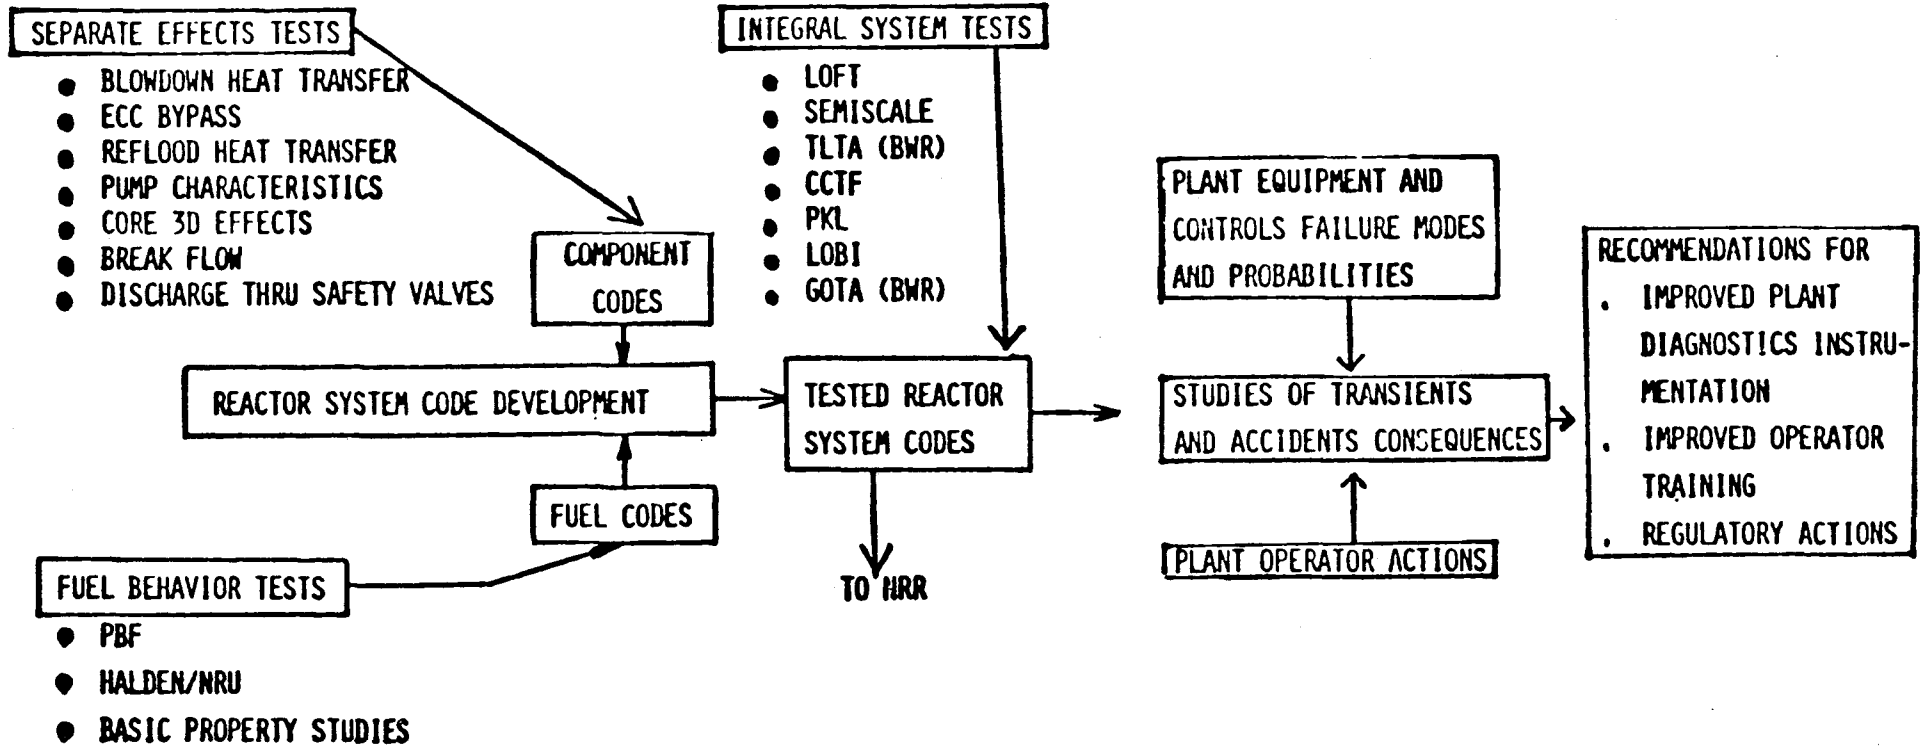 SEPARATE EFFECTS TESTS
● BLOWDOWN HEAT TRANSFER
● ECC BYPASS
● REFLOOD HEAT TRANSFER
● PUMP CHARACTERISTICS
● CORE 3D EFFECTS
● BREAK FLOW
● DISCHARGE THRU SAFETY VALVES
COMPONENT
CODES
REACTOR SYSTEM CODE DEVELOPMENT
FUEL CODES
FUEL BEHAVIOR TESTS
● PBF
● HALDEN/NRU
● BASIC PROPERTY STUDIES
INTEGRAL SYSTEM TESTS
● LOFT
● SEMISCALE
● TLTA (BWR)
● CCTF
● PKL
● LOBI
● GOTA (BWR)
TESTED REACTOR
SYSTEM CODES
TO NRR
PLANT EQUIPMENT AND
CONTROLS FAILURE MODES
AND PROBABILITIES
STUDIES OF TRANSIENTS
AND ACCIDENTS CONSEQUENCES
PLANT OPERATOR ACTIONS
RECOMMENDATIONS FOR
. IMPROVED PLANT
DIAGNOSTICS INSTRU-
MENTATION
. IMPROVED OPERATOR
TRAINING
. REGULATORY ACTIONS